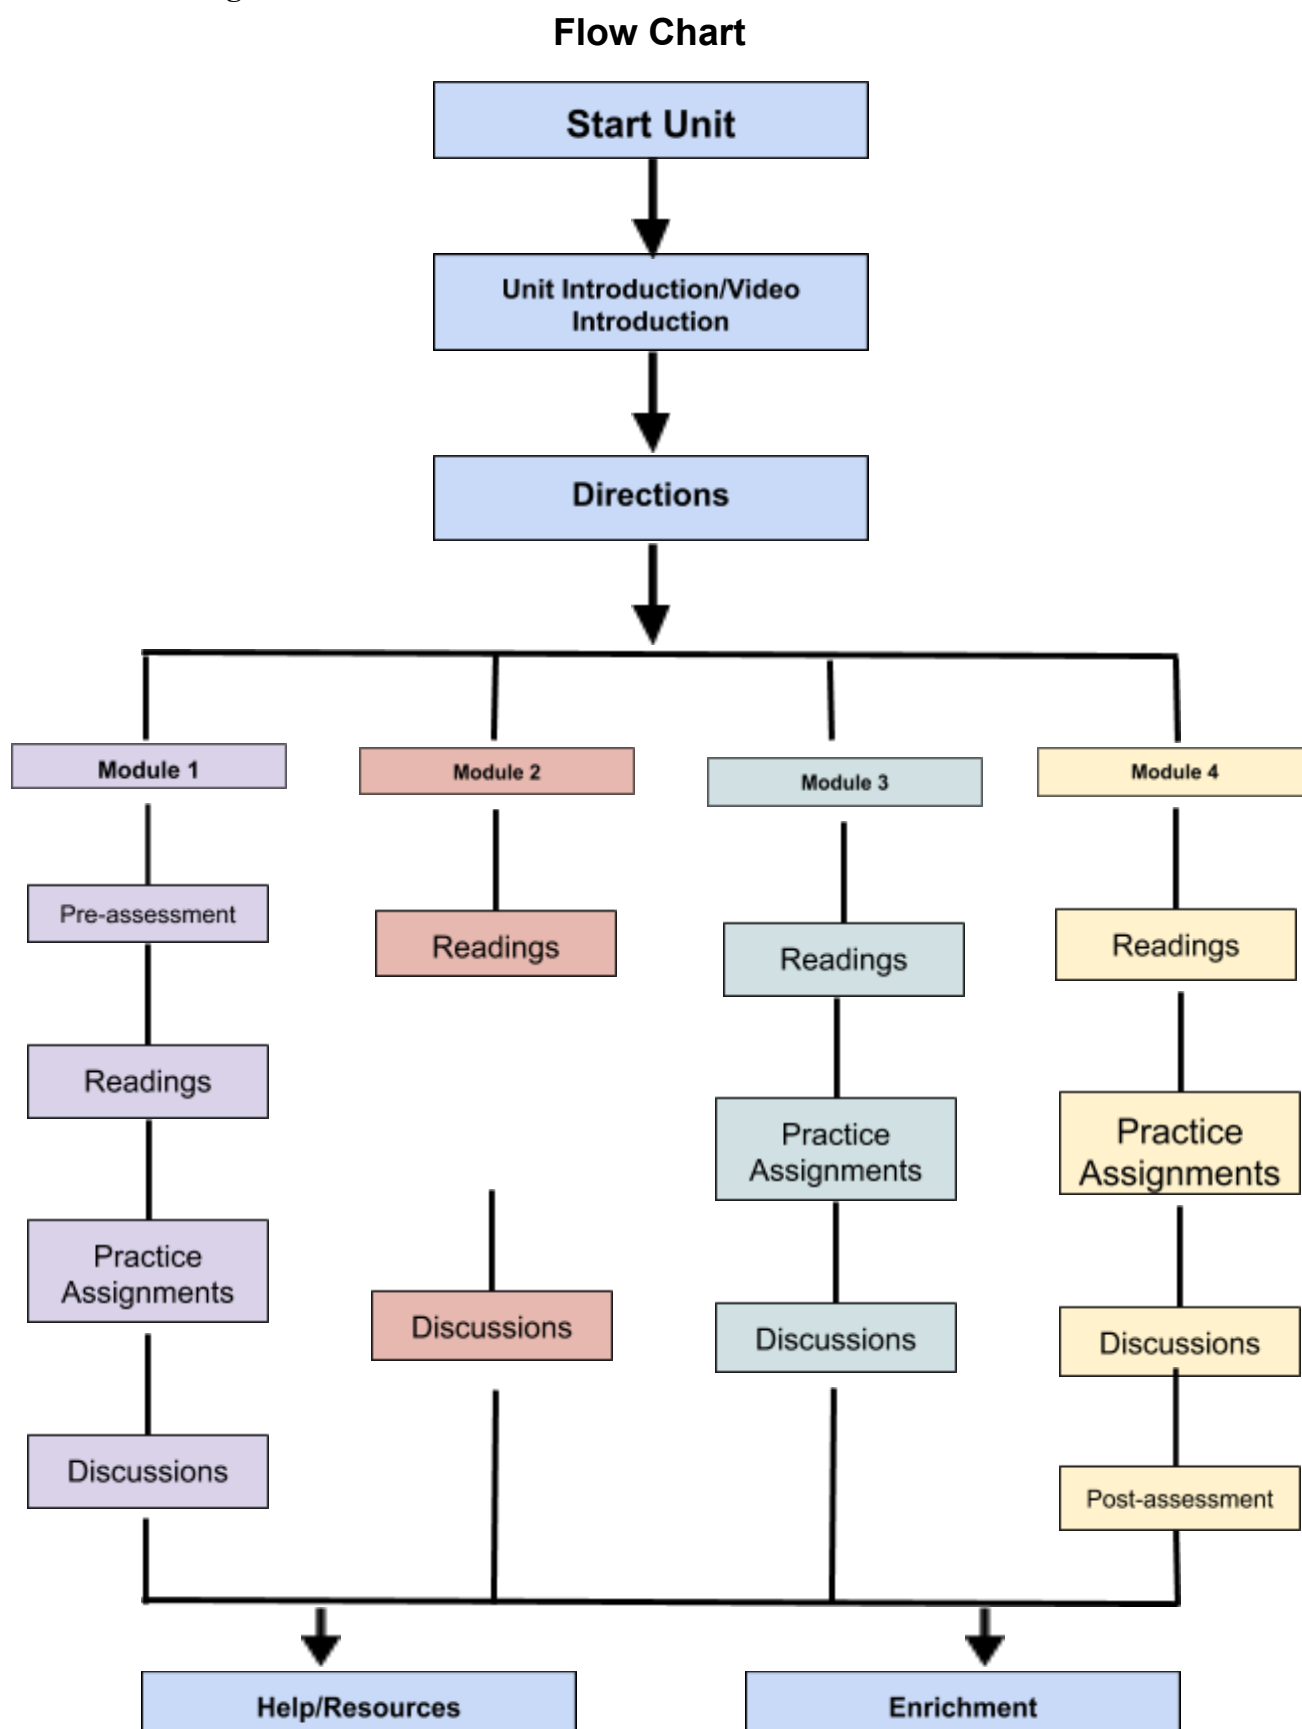 Flow Chart
Start Unit
Unit Introduction/Video
Introduction
Directions
Module 1
Module 2
Module 3
Module 4
Pre-assessment
Readings
Practice
Assignments
Discussions
Readings
Discussions
Readings
Practice
Assignments
Discussions
Readings
Practice
Assignments
Discussions
Post-assessment
Help/Resources
Enrichment